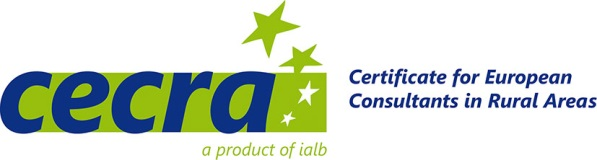 cecra
a product of ialb
Certificate for European
Consultants in Rural Areas